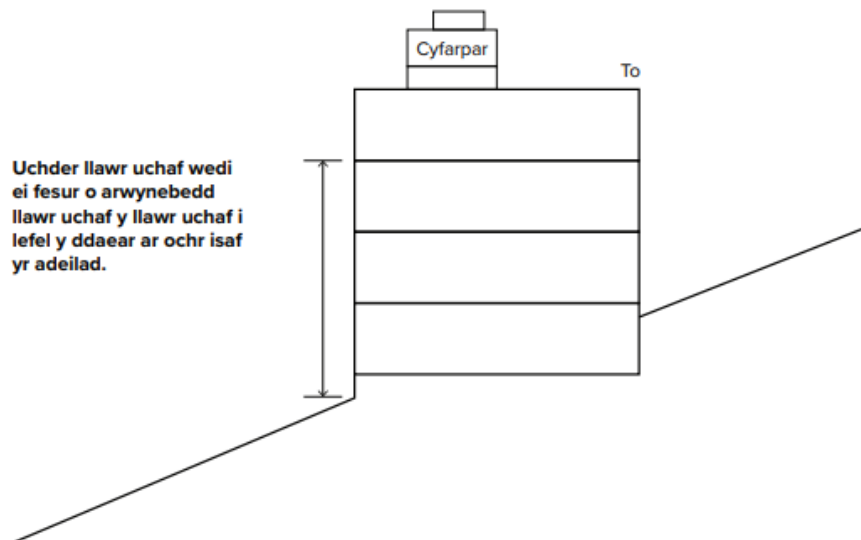 Cyfarpar
To
Uchder llawr uchaf wedi
ei fesur o arwynebedd
llawr uchaf y llawr uchaf i
lefel y ddaear ar ochr isaf
yr adeilad.